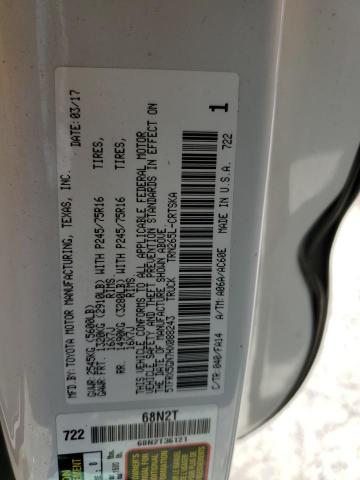 MFD. BY:
TOYOTA MOTOR MANUFACTURING, TEXAS, INC. DATE: 03/17
GVWR: 2545KG (5600LB)
GAWR: FRT. 1320KG (2910LB) WITH P245/75R16 TIRES,
16X7J RIMS
RR. 1490KG (3280LB) WITH P245/75R16 TIRES,
16X7J RIMS
THIS VEHICLE CONFORMS TO ALL APPLICABLE FEDERAL MOTOR
VEHICLE SAFETY AND THEFT PREVENTION STANDARDS IN EFFECT ON
THE DATE OF MANUFACTURE SHOWN ABOVE.
5TFRX5GN7HX088243 TRUCK TRN265L-CRTSKA
C/TR: 040/FA14 A/TM: A06A/AC60E MADE IN U.S.A. 722
1
722 68N2T
68N2T36121